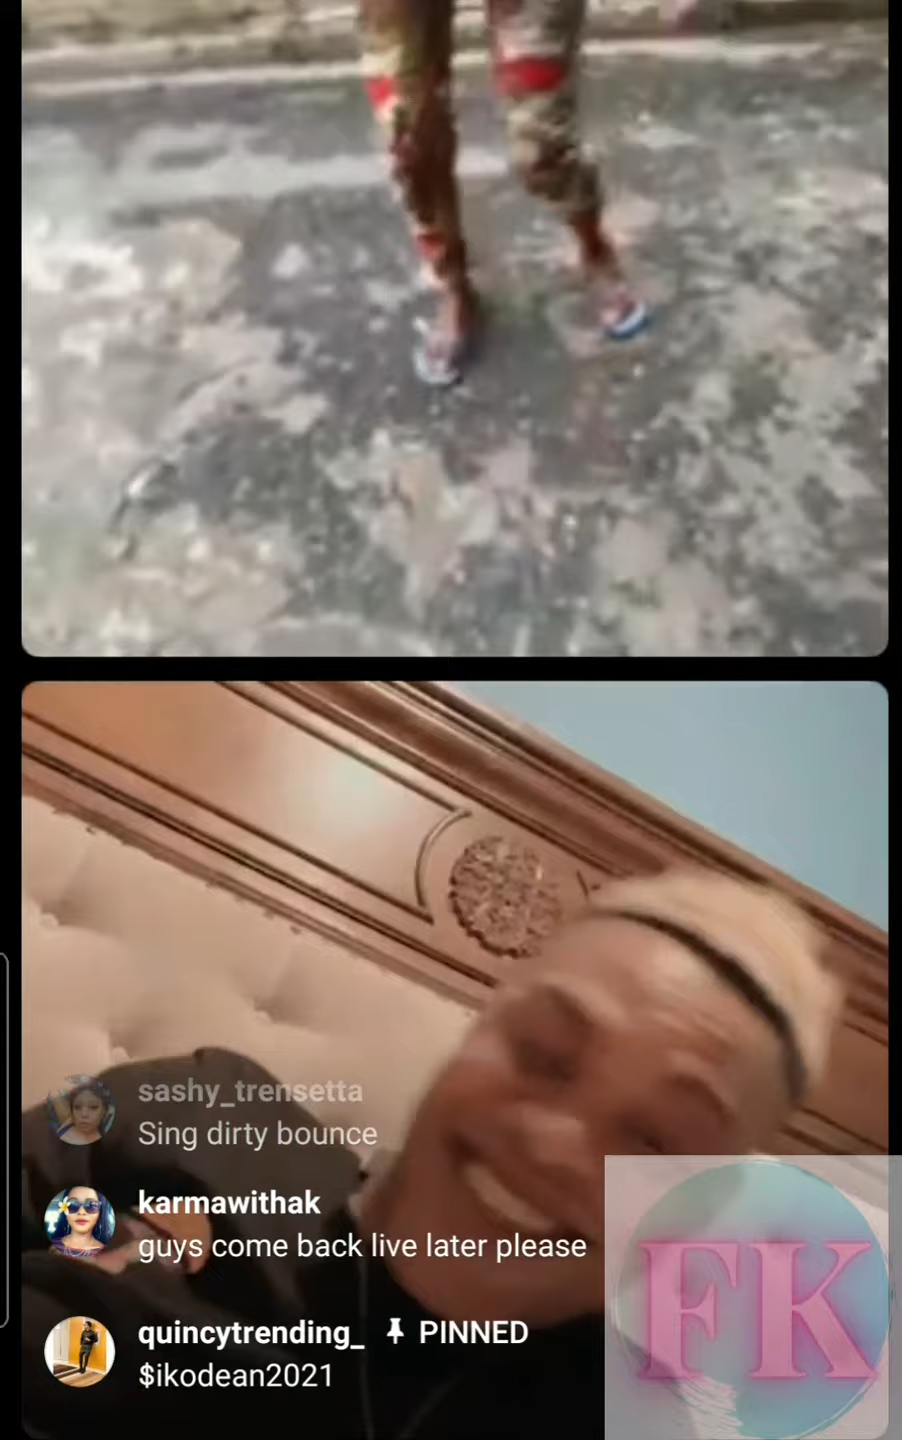 sashy_trensetta
Sing dirty bounce
karmawithak
guys come back live later please
quincytrending_ PINNED
$ikodean2021
FK